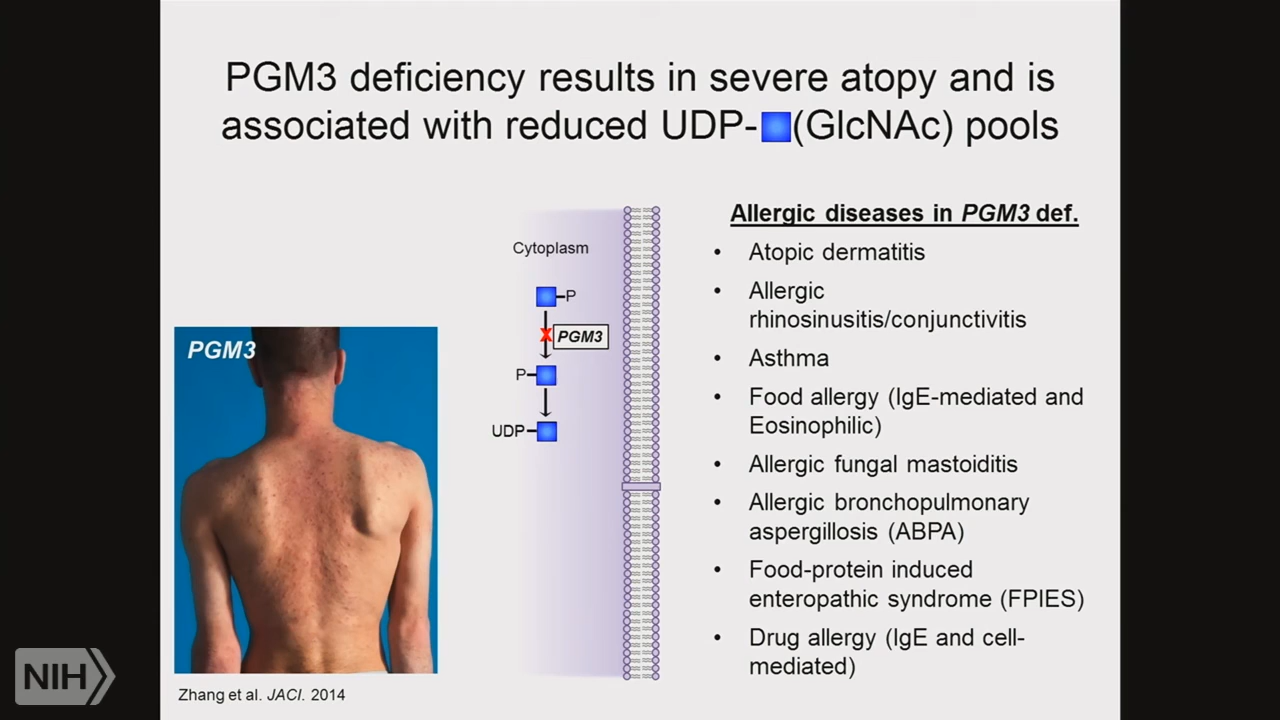 PGM3 deficiency results in severe atopy and is
associated with reduced UDP-(GlcNAc) pools
Cytoplasm
P
PGM3
P
UDP
PGM3
Zhang et al. JACI. 2014
Allergic diseases in PGM3 def.
• Atopic dermatitis
• Allergic
rhinosinusitis/conjunctivitis
• Asthma
• Food allergy (IgE-mediated and
Eosinophilic)
• Allergic fungal mastoiditis
• Allergic bronchopulmonary
aspergillosis (ABPA)
• Food-protein induced
enteropathic syndrome (FPIES)
• Drug allergy (IgE and cell-
mediated)
NIH